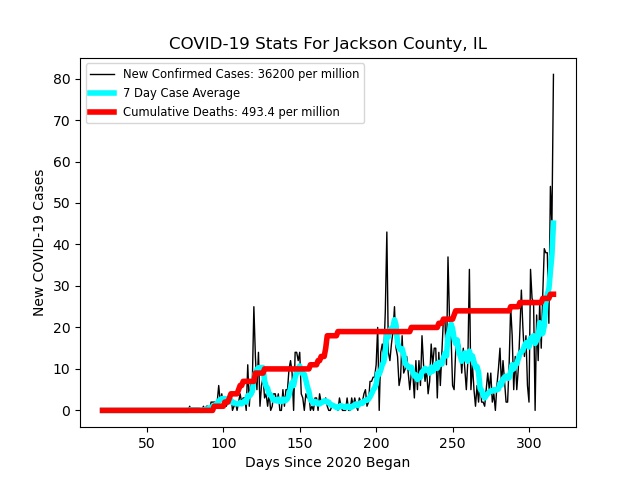 COVID-19 Stats For Jackson County, IL
New Confirmed Cases: 36200 per million
7 Day Case Average
Cumulative Deaths: 493.4 per million
New COVID-19 Cases
80
70
60
50
40
30
20
10
0
50 100 150 200 250 300
Days Since 2020 Began